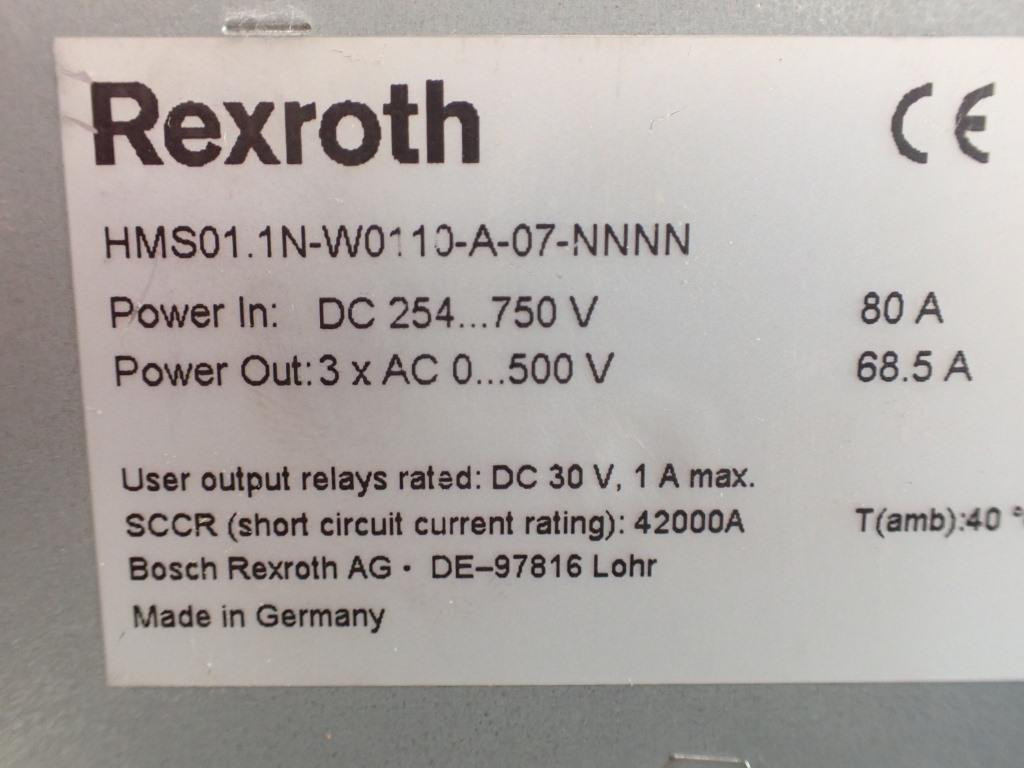 Rexroth CE
HMS01.1N-W0110-A-07-NNNN
Power In: DC 254...750 V 80 A
Power Out: 3 x AC 0...500 V 68.5 A
User output relays rated: DC 30 V, 1 A max.
SCCR (short circuit current rating): 42000A T(amb):40 °
Bosch Rexroth AG · DE–97816 Lohr
Made in Germany